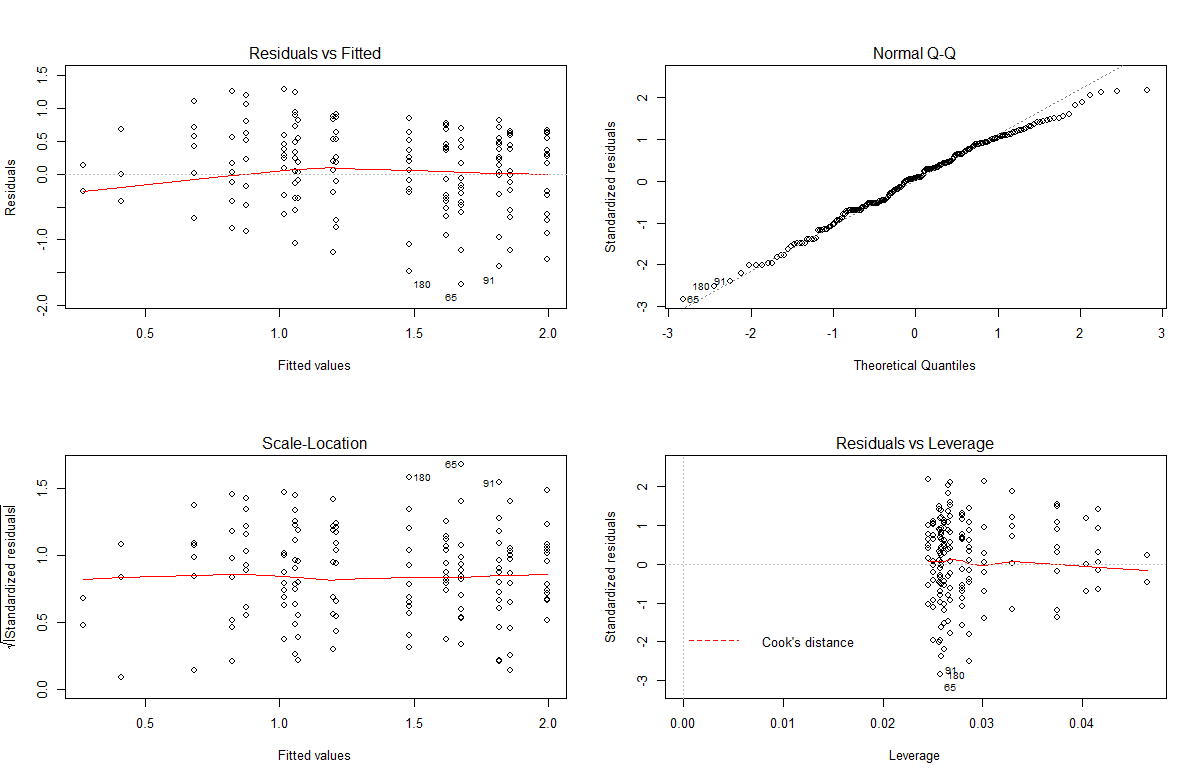 Residuals vs Fitted
Residuals
1.5
1.0
0.5
0.0
-1.0
-2.0
180
65
91
0.5 1.0 1.5 2.0
Fitted values
Normal Q-Q
Standardized residuals
2
1
0
-1
-2
-3
65
180
91
-3 -2 -1 0 1 2 3
Theoretical Quantiles
Scale-Location
√|Standardized residuals|
1.5
1.0
0.5
0.0
65
180
91
0.5 1.0 1.5 2.0
Fitted values
Residuals vs Leverage
Standardized residuals
2
1
0
-1
-2
-3
Cook's distance
91
180
65
0.00 0.01 0.02 0.03 0.04
Leverage